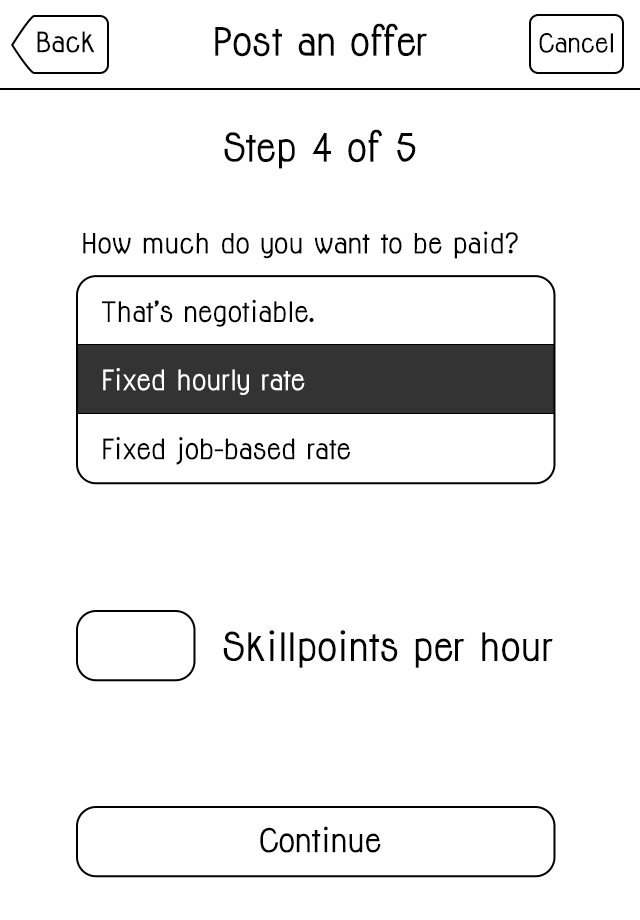 Back
Post an offer
Cancel
Step 4 of 5
How much do you want to be paid?
That's negotiable.
Fixed hourly rate
Fixed job-based rate
Skillpoints per hour
Continue